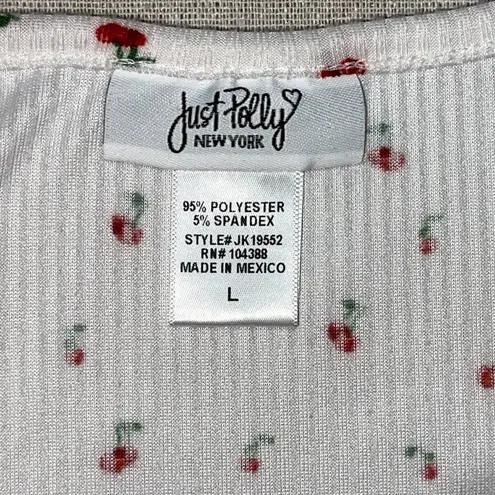 Just Polly
NEW YORK
95% POLYESTER
5% SPANDEX
STYLE# JK19552
RN# 104388
MADE IN MEXICO
L